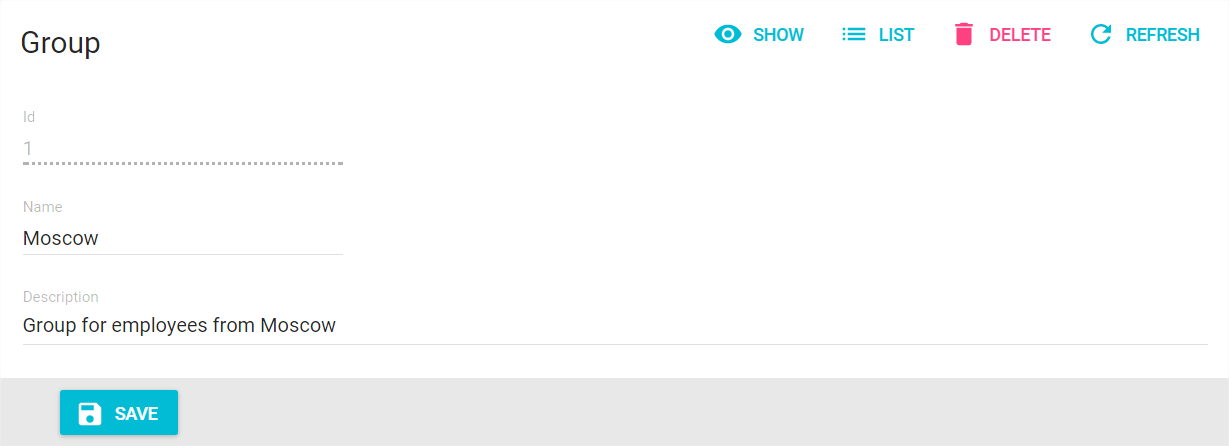 Group
SHOW LIST DELETE REFRESH
Id
1
Name
Moscow
Description
Group for employees from Moscow
SAVE